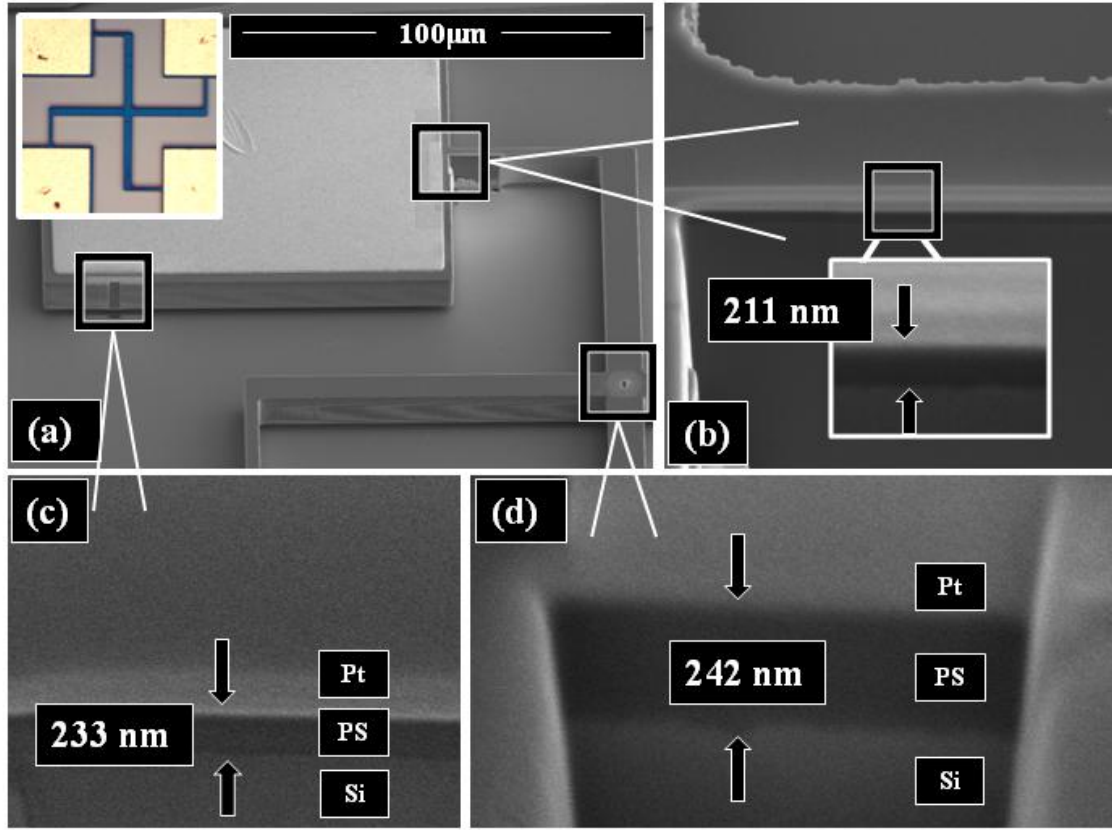 100µm
(a)
211 nm
(b)
(c)
Pt
233 nm
PS
Si
(d)
Pt
242 nm
PS
Si